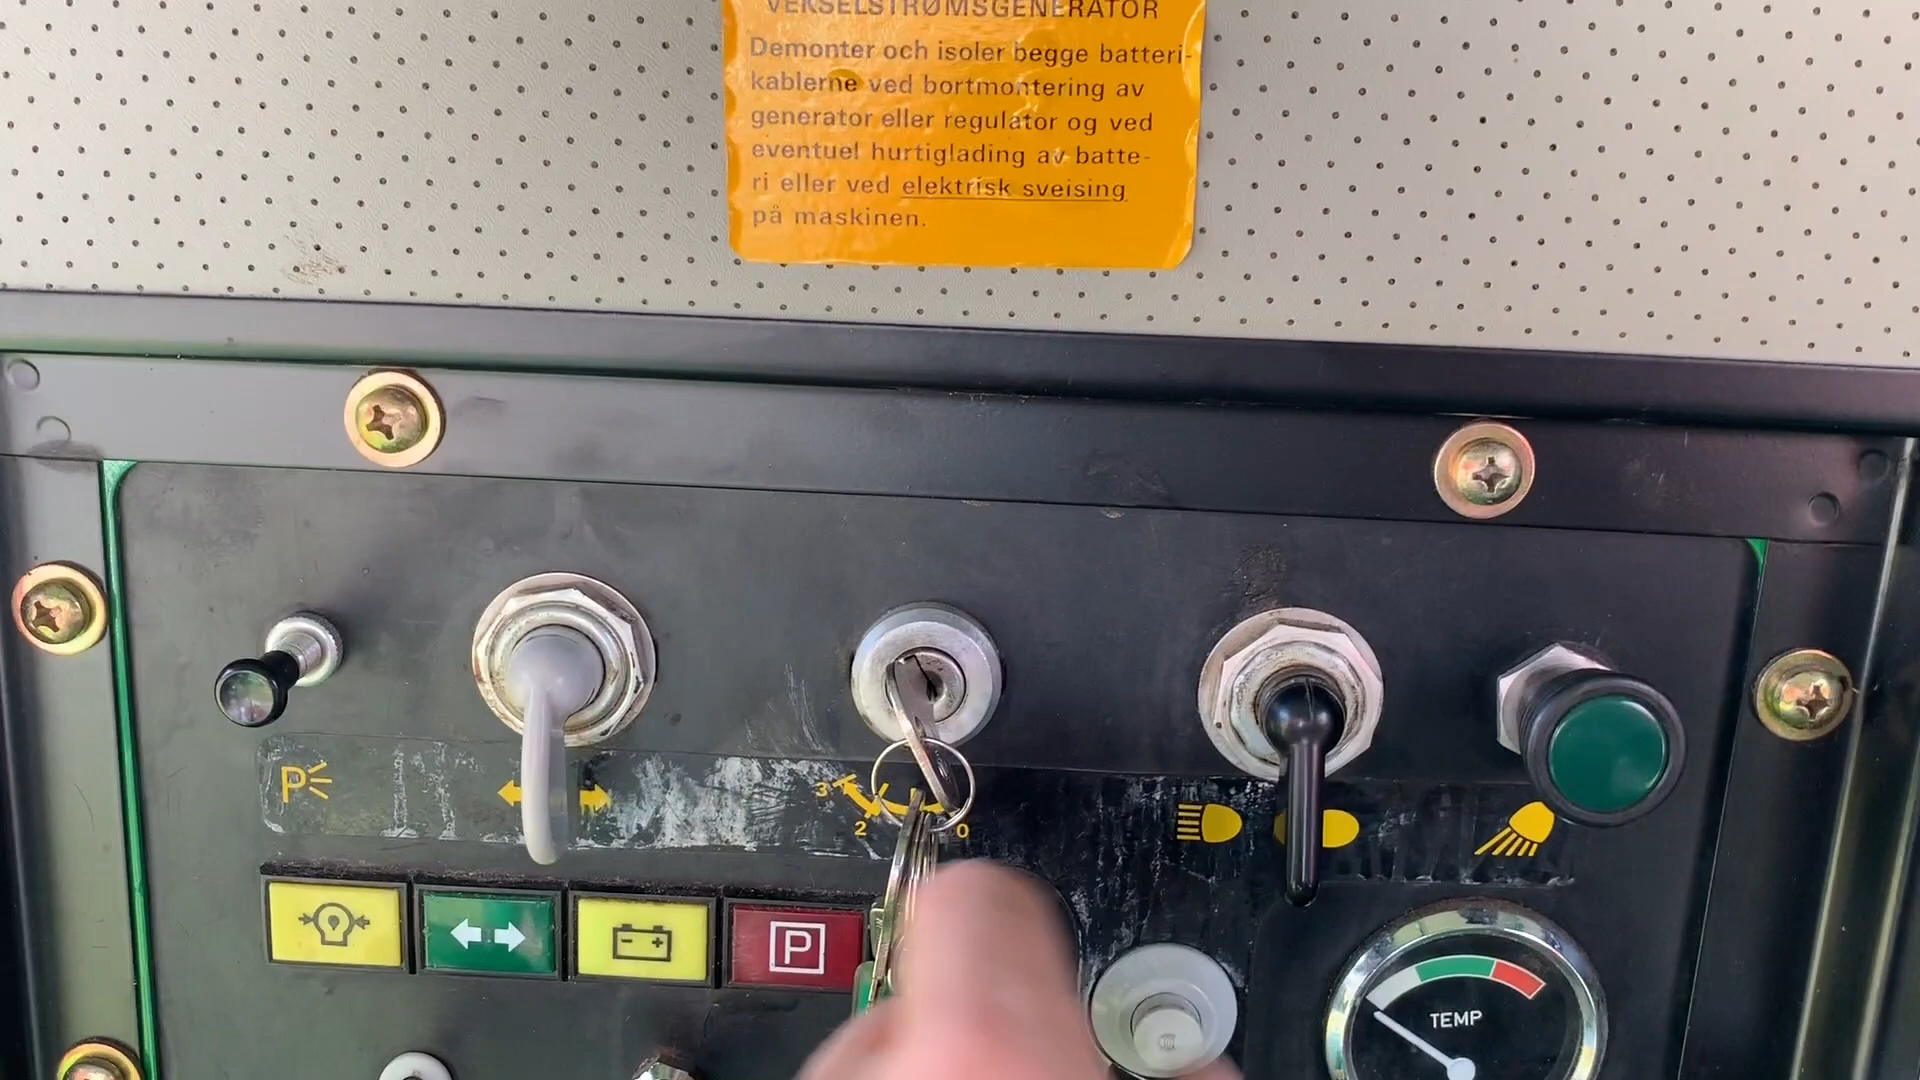 VEKSELSTRØMSGENERATOR
Demonter och isoler begge batteri-
kablerne ved bortmontering av
generator eller regulator og ved
eventuel hurtiglading av batte-
ri eller ved elektrisk sveising
på maskinen.
P
3
2
0
P
TEMP